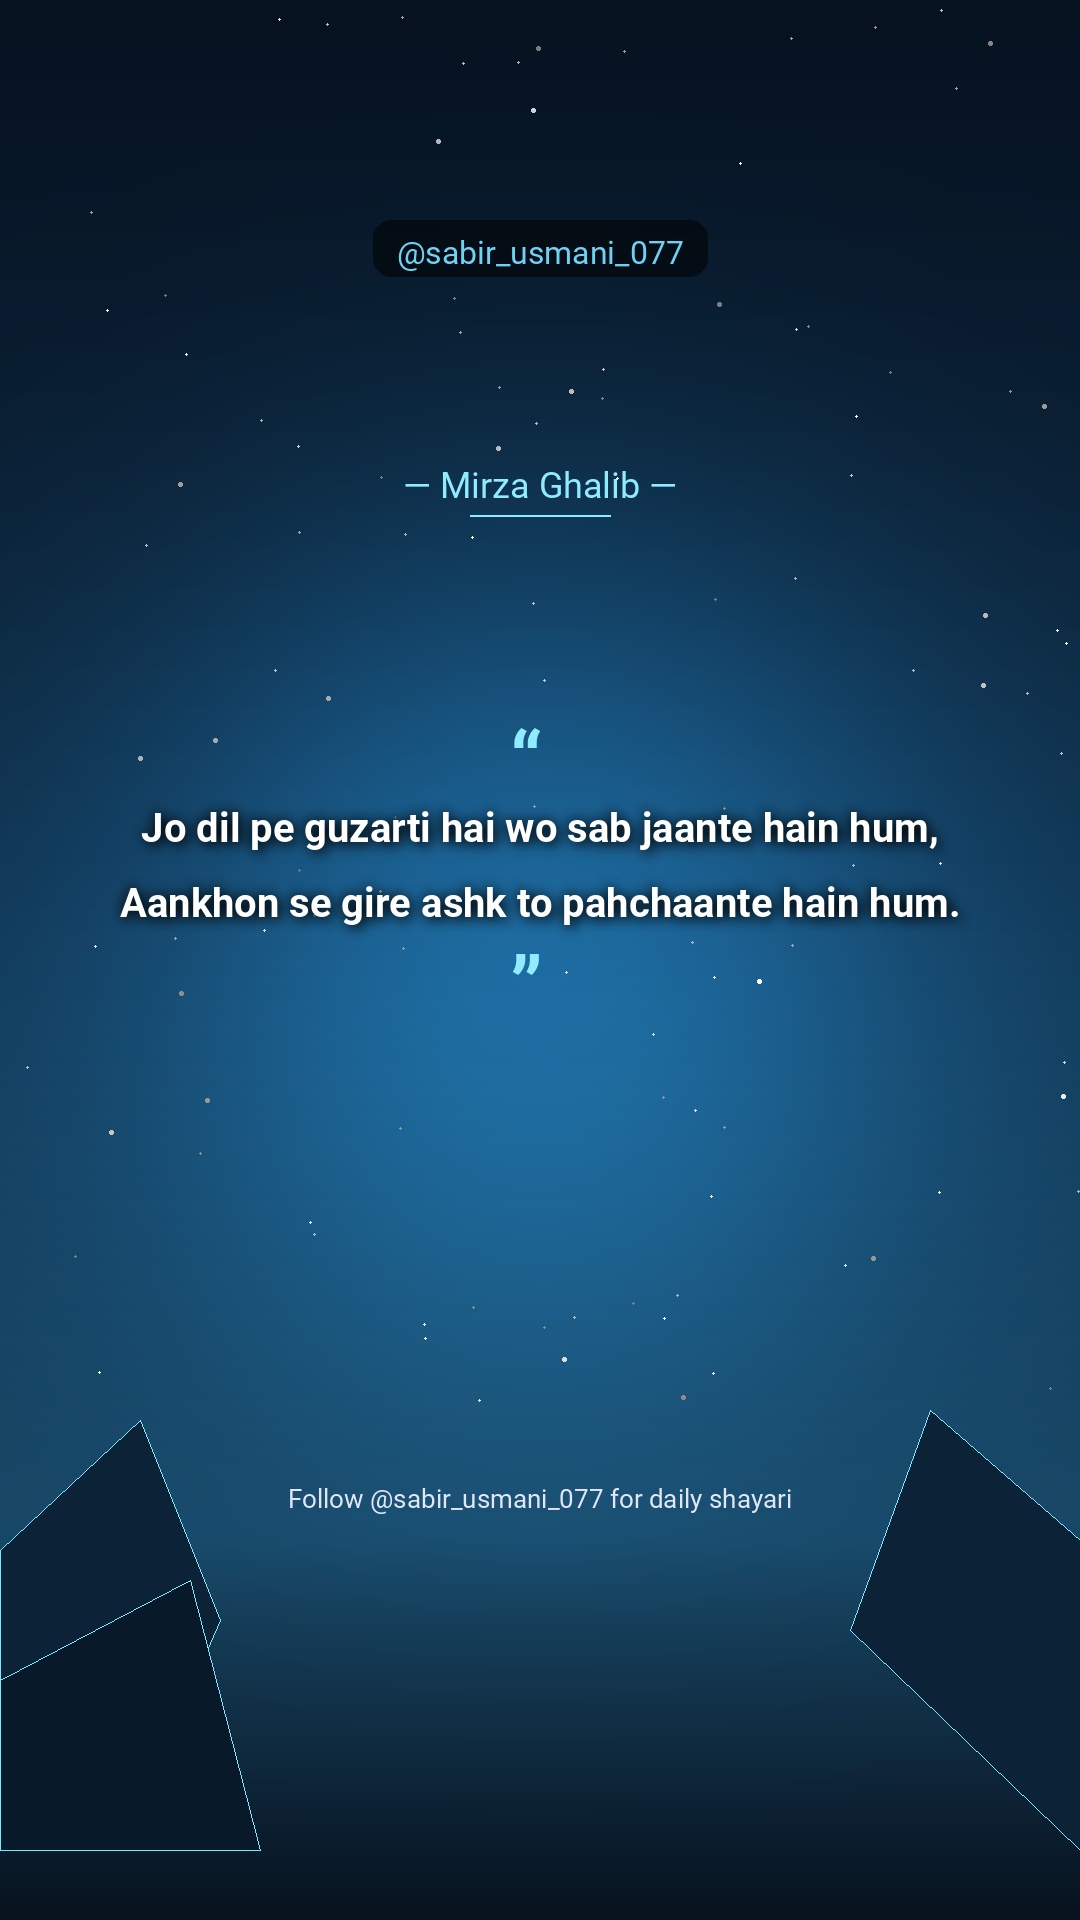 @sabir_usmani_077
— Mirza Ghalib —
“
Jo dil pe guzarti hai wo sab jaante hain hum,
Aankhon se gire ashk to pahchaante hain hum.
”
Follow @sabir_usmani_077 for daily shayari